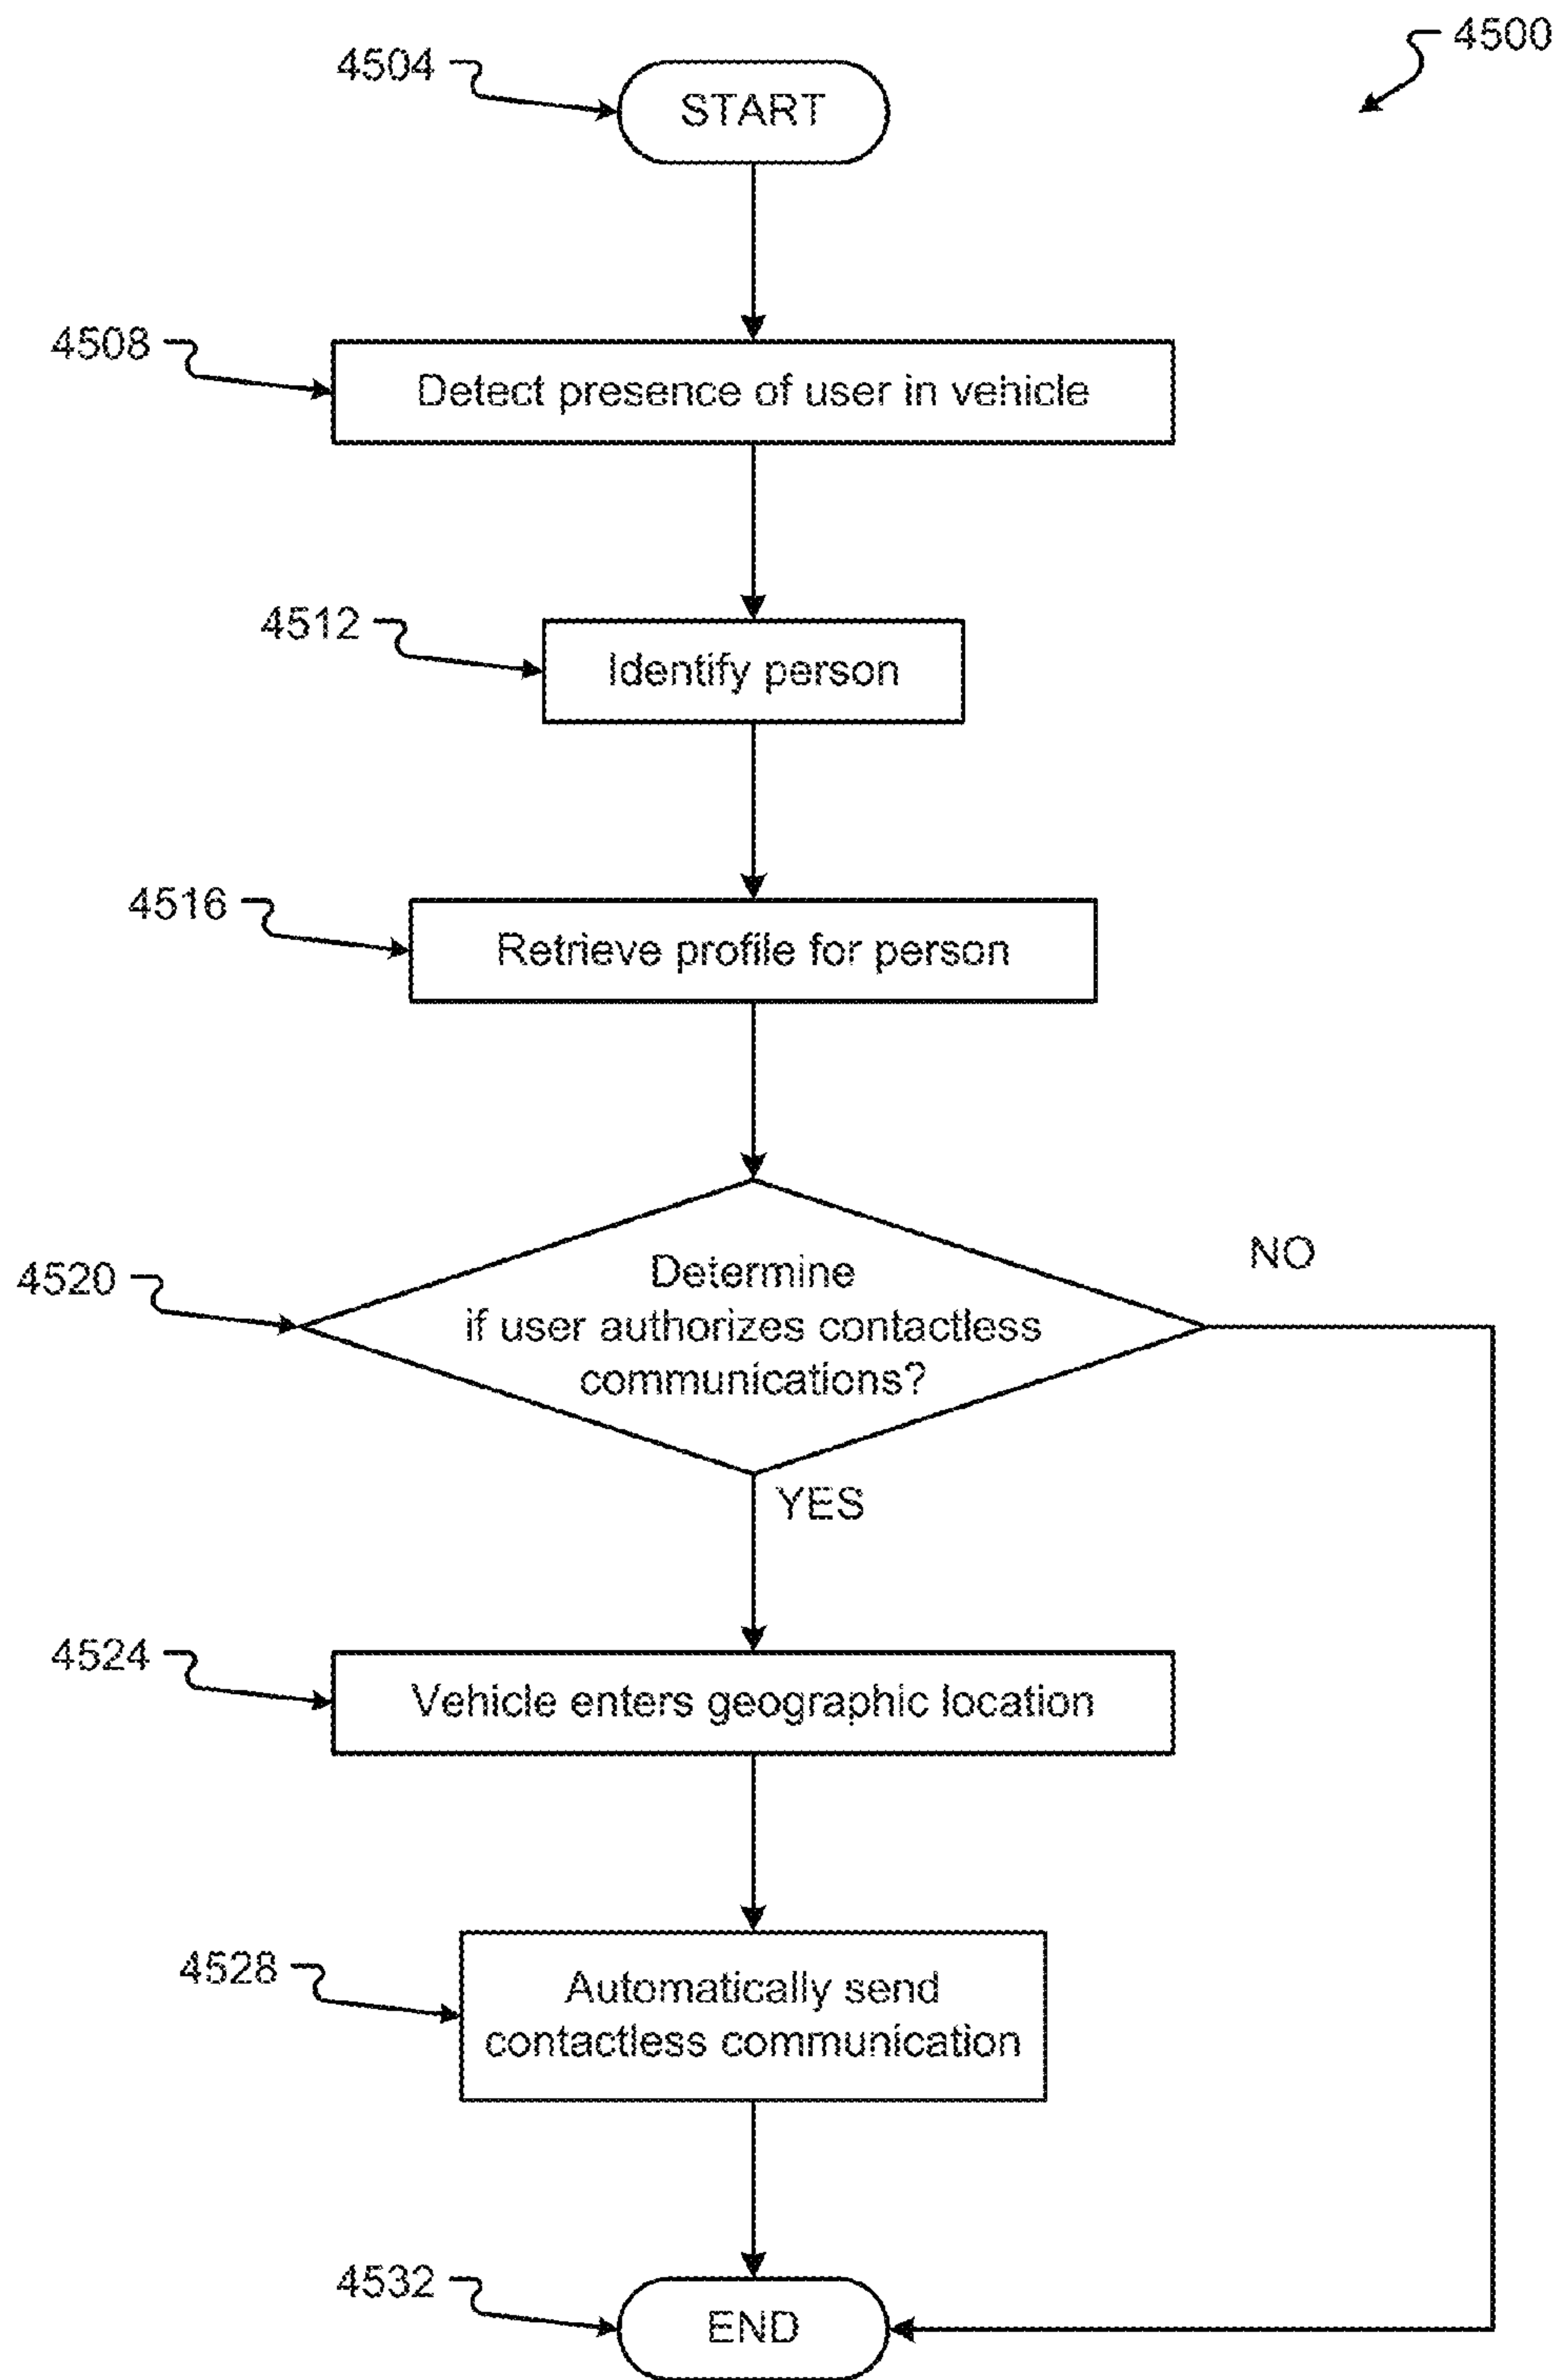 4500
4504
START
4508
Detect presence of user in vehicle
4512
Identify person
4516
Retrieve profile for person
4520
Determine
if user authorizes contactless
communications?
NO
YES
4524
Vehicle enters geographic location
4528
Automatically send
contactless communication
4532
END